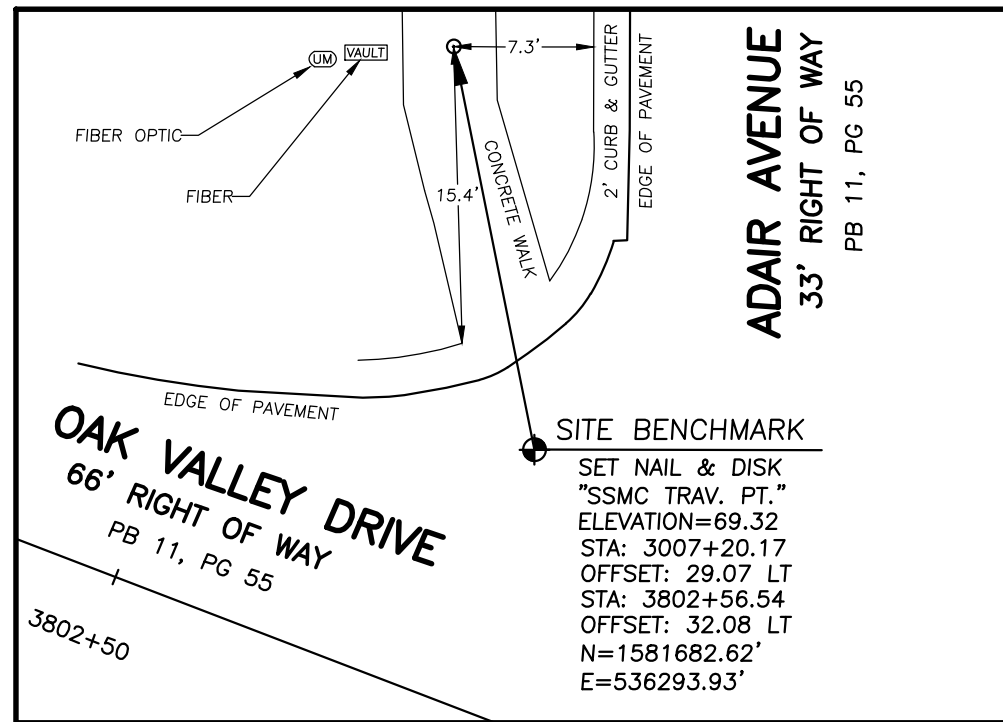 UM
VAULT
7.3'
FIBER OPTIC
FIBER
15.4'
CONCRETE WALK
2' CURB & GUTTER
EDGE OF PAVEMENT
ADAIR AVENUE
33' RIGHT OF WAY
PB 11, PG 55
EDGE OF PAVEMENT
OAK VALLEY DRIVE
66' RIGHT OF WAY
PB 11, PG 55
3802+50
SITE BENCHMARK
SET NAIL & DISK
"SSMC TRAV. PT."
ELEVATION=69.32
STA: 3007+20.17
OFFSET: 29.07 LT
STA: 3802+56.54
OFFSET: 32.08 LT
N=1581682.62'
E=536293.93'